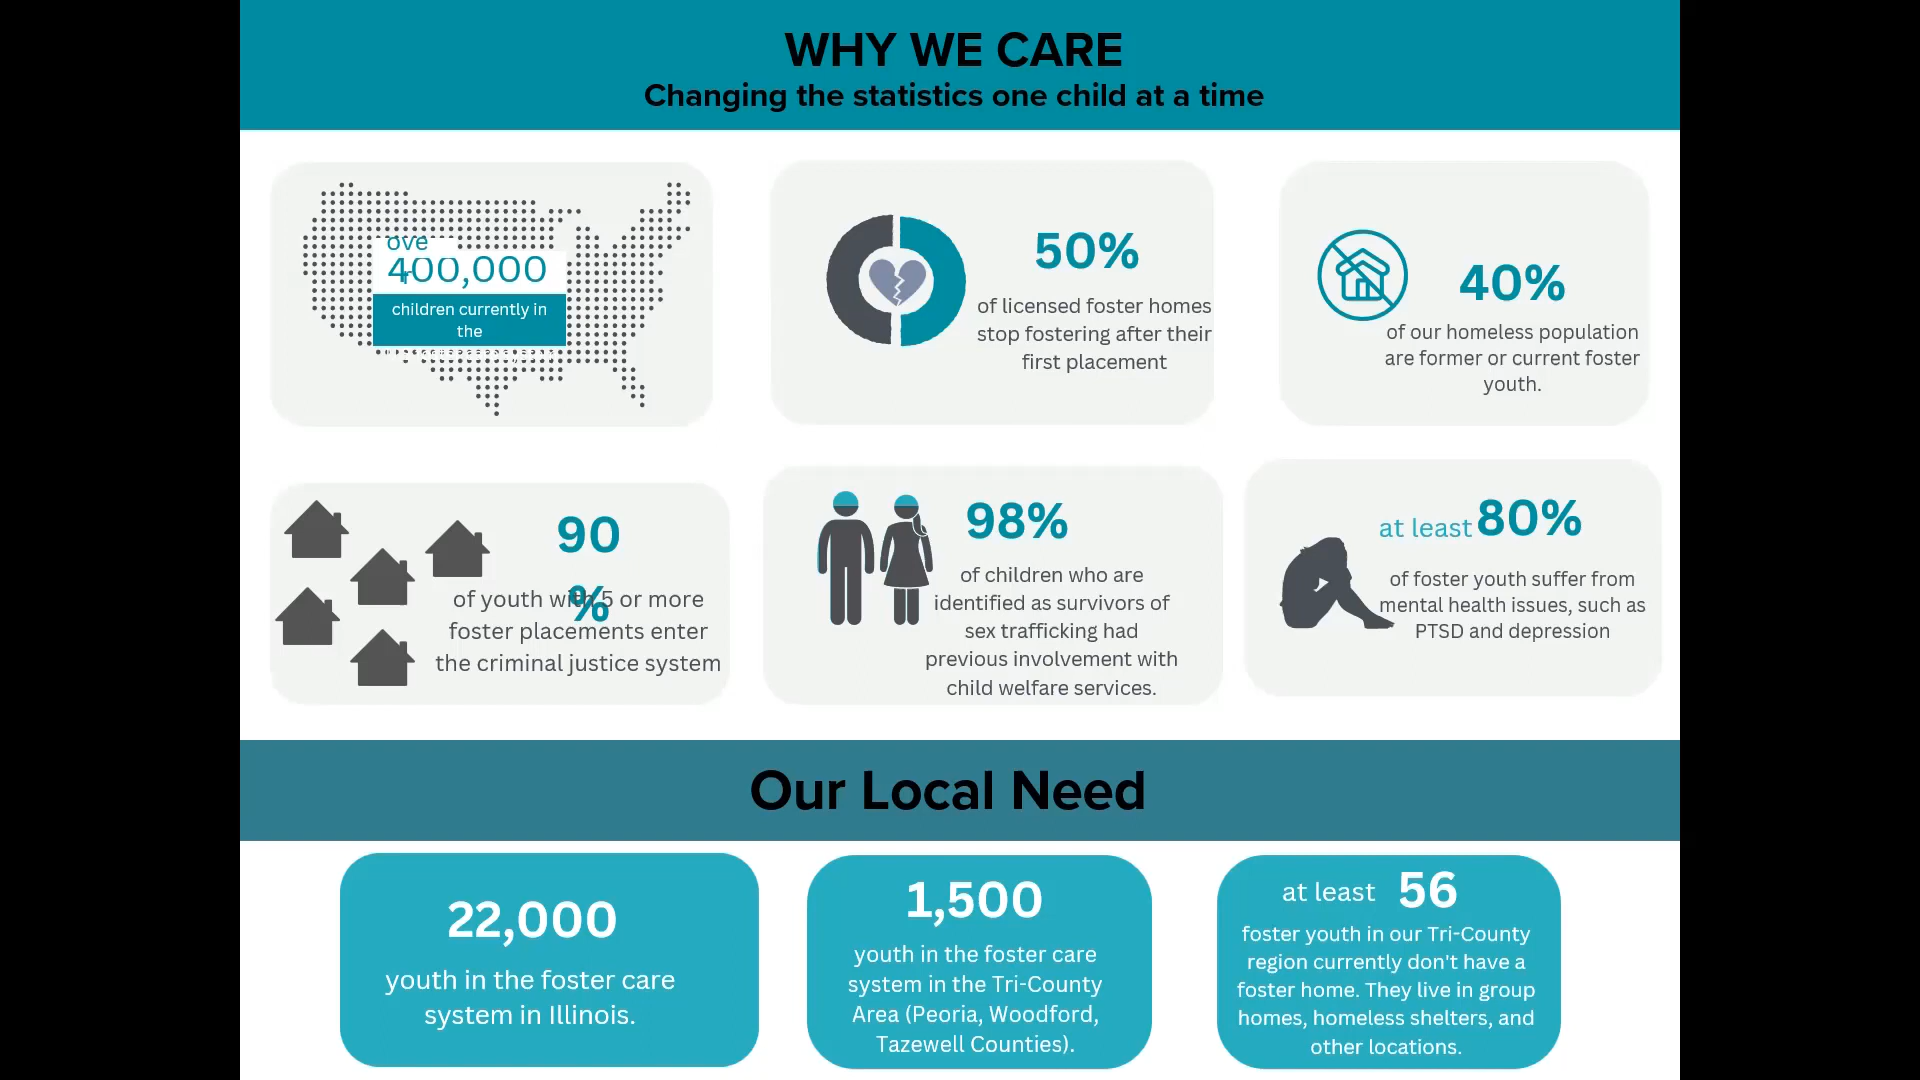 WHY WE CARE
Changing the statistics one child at a time
ove
r
400,000
children currently in
the
50%
of licensed foster homes
stop fostering after their
first placement
40%
of our homeless population
are former or current foster
youth.
90
%
of youth with 5 or more
foster placements enter
the criminal justice system
98%
of children who are
identified as survivors of
sex trafficking had
previous involvement with
child welfare services.
at least 80%
of foster youth suffer from
mental health issues, such as
PTSD and depression
Our Local Need
22,000
youth in the foster care
system in Illinois.
1,500
youth in the foster care
system in the Tri-County
Area (Peoria, Woodford,
Tazewell Counties).
at least 56
foster youth in our Tri-County
region currently don't have a
foster home. They live in group
homes, homeless shelters, and
other locations.